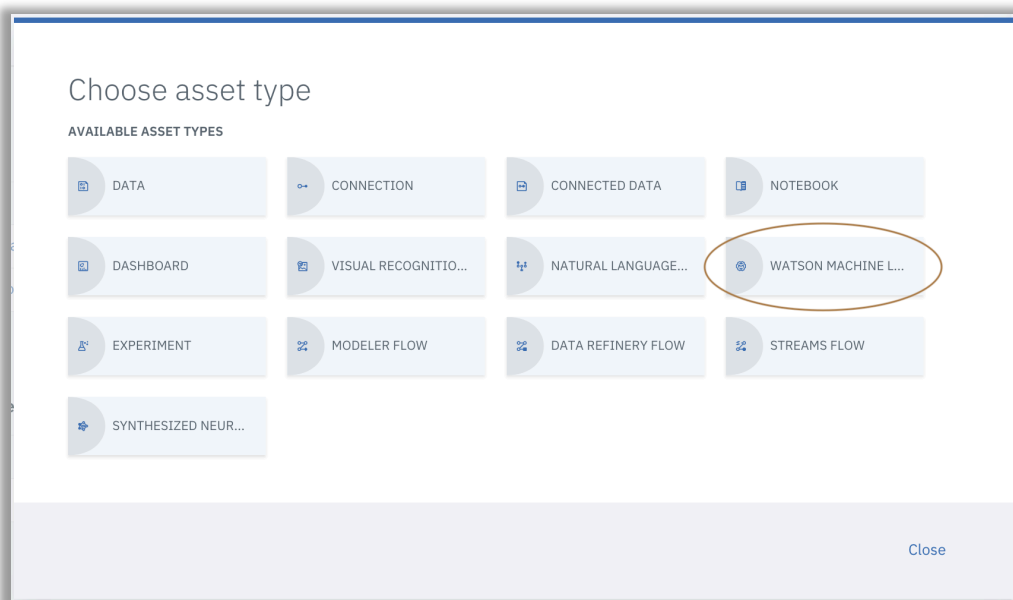 Choose asset type
AVAILABLE ASSET TYPES
DATA
CONNECTION
CONNECTED DATA
NOTEBOOK
DASHBOARD
VISUAL RECOGNITIO...
NATURAL LANGUAGE...
WATSON MACHINE L...
EXPERIMENT
MODELER FLOW
DATA REFINERY FLOW
STREAMS FLOW
SYNTHESIZED NEUR...
Close